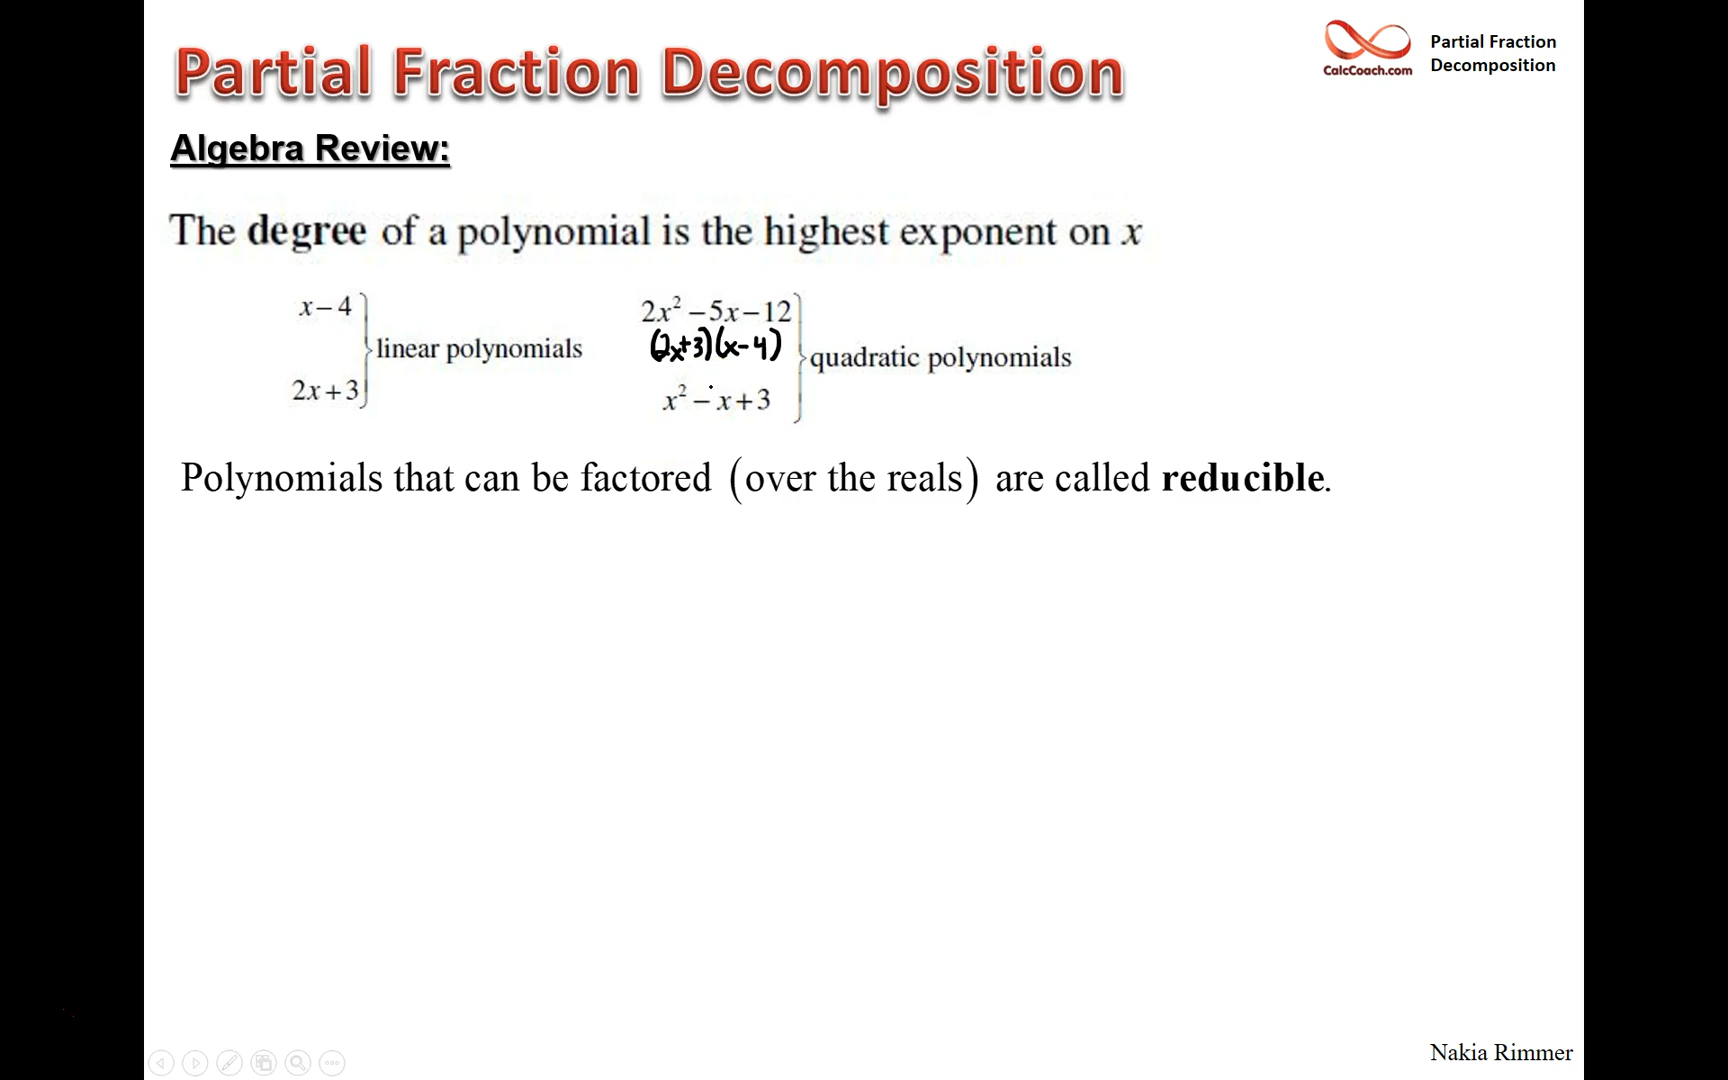 Partial Fraction Decomposition
CalcCoach.com
Partial Fraction
Decomposition
Algebra Review:
The degree of a polynomial is the highest exponent on x
x − 4
2x + 3
linear polynomials
2x² − 5x − 12
(2x+3)(x−4)
x² − x + 3
quadratic polynomials
Polynomials that can be factored (over the reals) are called reducible.
Nakia Rimmer